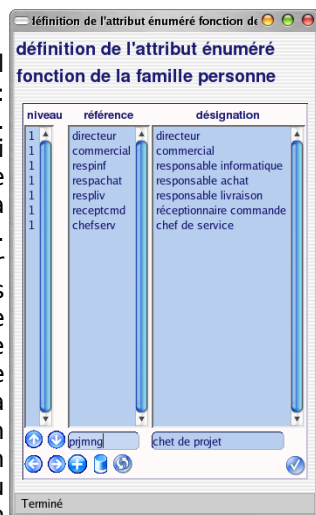 définition de l'attribut énuméré fonction de
définition de l'attribut énuméré
fonction de la famille personne
niveau référence désignation
1 directeur directeur
1 commercial commercial
1 respinf responsable informatique
1 respachat responsable achat
1 respliv responsable livraison
1 receptcmd réceptionnaire commande
1 chefserv chef de service
prjmng chet de projet
Terminé